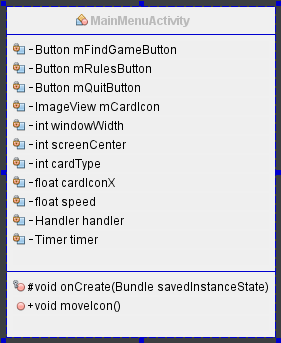 MainMenuActivity
-Button mFindGameButton
-Button mRulesButton
-Button mQuitButton
-ImageView mCardIcon
-int windowWidth
-int screenCenter
-int cardType
-float cardIconX
-float speed
-Handler handler
-Timer timer
#void onCreate(Bundle savedInstanceState)
+void moveIcon()